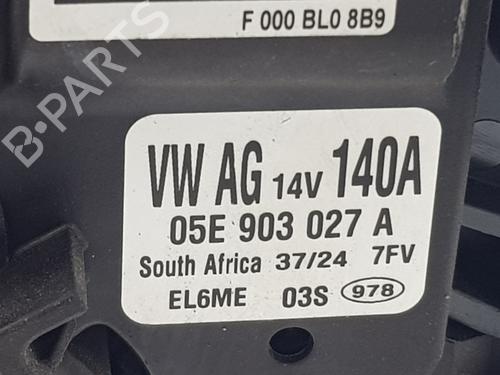 F 000 BL0 8B9
B-PARTS
VW AG 14V 140A
05E 903 027 A
South Africa 37/24 7FV
EL6ME 03S 978